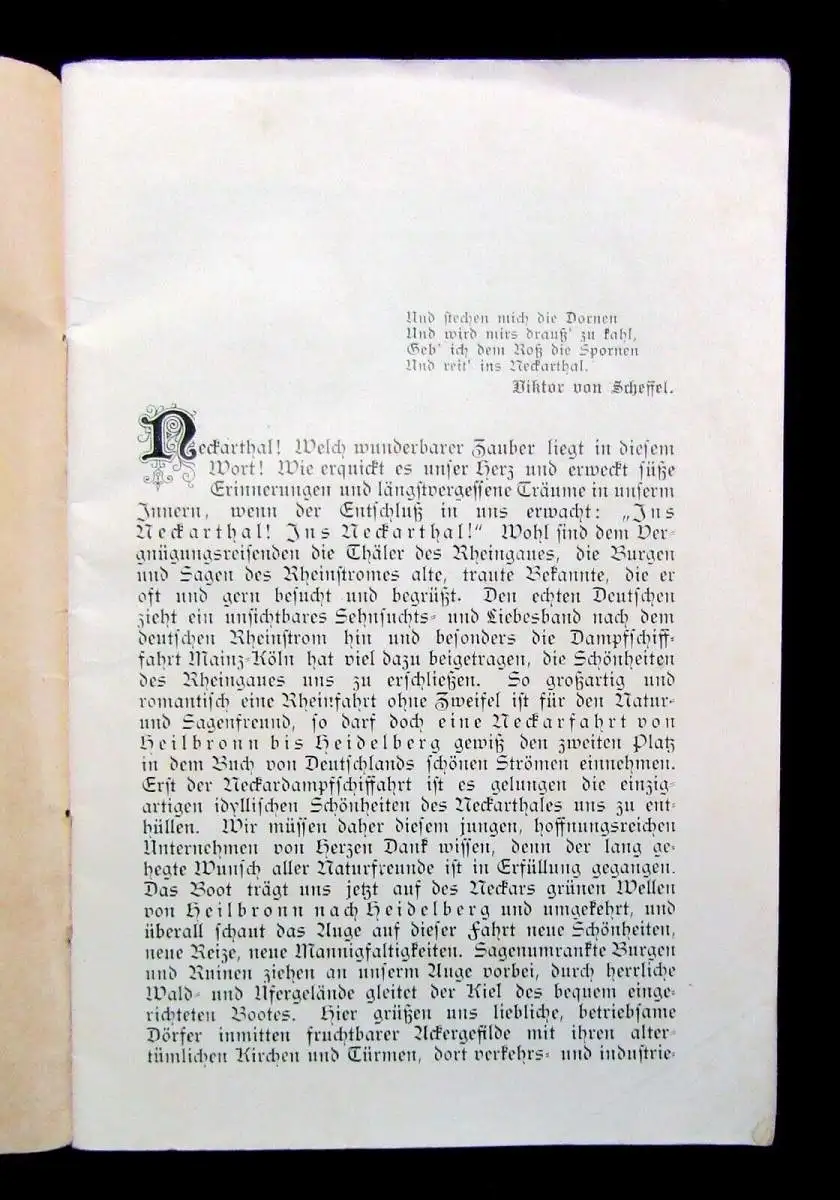 Und stechen mich die Dornen
Und wird mirs drauß' zu kahl,
Geb' ich dem Roß die Spornen
Und reit' ins Neckarthal.
Viktor von Scheffel.
Neckarthal! Welch wunderbarer Zauber liegt in diesem
Wort! Wie erquickt es unser Herz und erweckt süße
Erinnerungen und längstvergessene Träume in unserm
Innern, wenn der Entschluß in uns erwacht: „Ins
Neckarthal! Ins Neckarthal!“ Wohl sind dem Ver-
gnügungsreisenden die Thäler des Rheingaues, die Burgen
und Sagen des Rheinstromes alte, traute Bekannte, die er
oft und gern besucht und begrüßt. Den echten Deutschen
zieht ein unsichtbares Sehnsuchts- und Liebesband nach dem
deutschen Rheinstrom hin und besonders die Dampfschiff-
fahrt Mainz-Köln hat viel dazu beigetragen, die Schönheiten
des Rheingaues uns zu erschließen. So großartig und
romantisch eine Rheinfahrt ohne Zweifel ist für den Natur-
und Sagenfreund, so darf doch eine Neckarfahrt von
Heilbronn bis Heidelberg gewiß den zweiten Platz
in dem Buch von Deutschlands schönen Strömen einnehmen.
Erst der Neckardampfschiffahrt ist es gelungen die einzig-
artigen idyllischen Schönheiten des Neckarthales uns zu ent-
hüllen. Wir müssen daher diesem jungen, hoffnungsreichen
Unternehmen von Herzen Dank wissen, denn der lang ge-
hegte Wunsch aller Naturfreunde ist in Erfüllung gegangen.
Das Boot trägt uns jetzt auf des Neckars grünen Wellen
von Heilbronn nach Heidelberg und umgekehrt, und
überall schaut das Auge auf dieser Fahrt neue Schönheiten,
neue Reize, neue Mannigfaltigkeiten. Sagenumrankte Burgen
und Ruinen ziehen an unserm Auge vorbei, durch herrliche
Wald- und Ufergelände gleitet der Kiel des bequem einge-
richteten Bootes. Hier grüßen uns liebliche, betriebsame
Dörfer inmitten fruchtbarer Ackergefilde mit ihren alter-
tümlichen Kirchen und Türmen, dort verkehrs- und industrie-